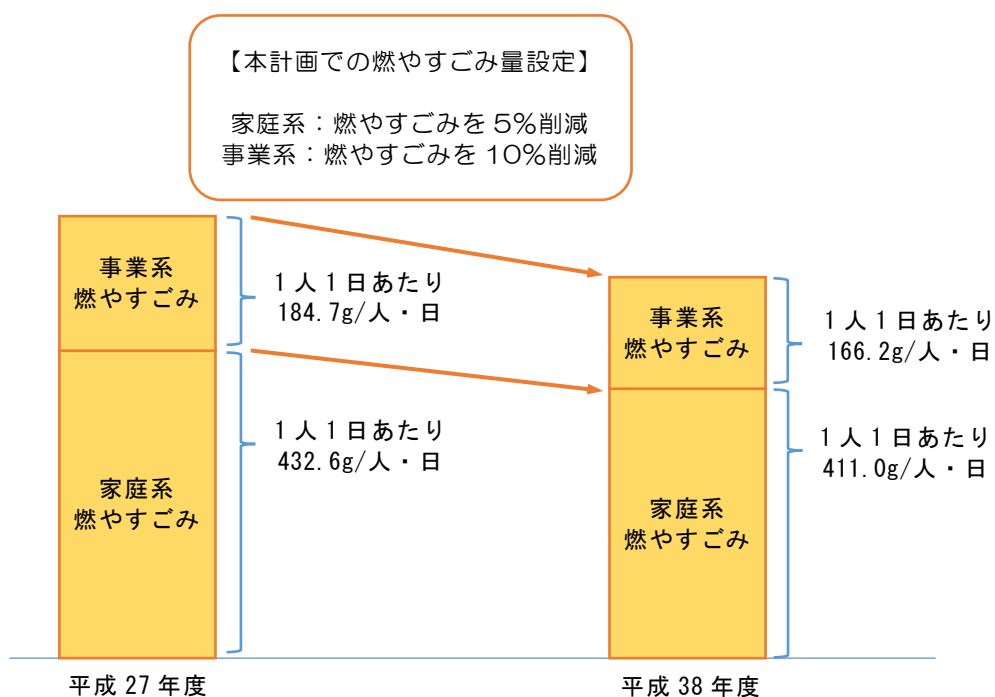 【本計画での燃やすごみ量設定】
家庭系：燃やすごみを 5%削減
事業系：燃やすごみを 10%削減
事業系
燃やすごみ
1人1日あたり
184.7g/人・日
家庭系
燃やすごみ
1人1日あたり
432.6g/人・日
平成 27 年度
事業系
燃やすごみ
1人1日あたり
166.2g/人・日
家庭系
燃やすごみ
1人1日あたり
411.0g/人・日
平成 38 年度